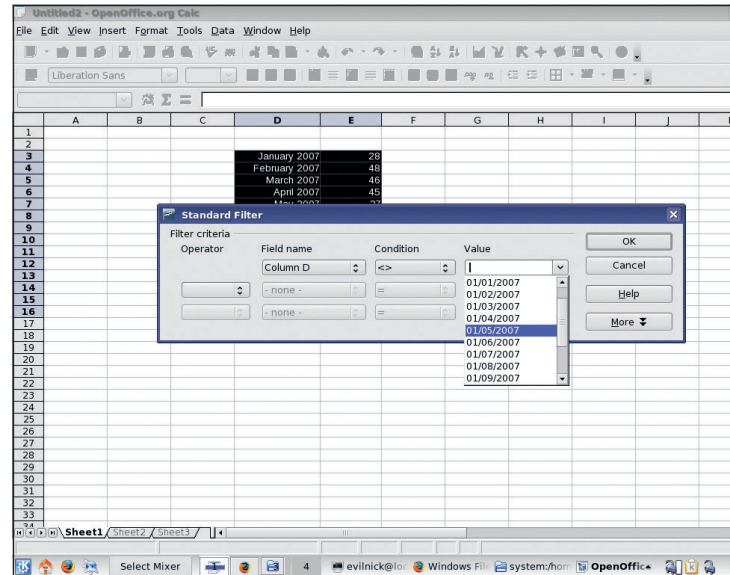 Untitled2 - OpenOffice.org Calc
File Edit View Insert Format Tools Data Window Help
Liberation Sans
A B C D E F G H I J
1
2
3 January 2007 28
4 February 2007 48
5 March 2007 46
6 April 2007 45
7 May 2007 27
8
Standard Filter
9
Filter criteria
10
Operator Field name Condition Value
OK
11
12
Column D <>
Cancel
13
14
- none - =
01/01/2007
Help
15
01/02/2007
16
- none - =
01/03/2007
17
01/04/2007
More
18
01/05/2007
19
01/06/2007
20
01/07/2007
21
01/08/2007
22
01/09/2007
23
24
25
26
27
28
29
30
31
32
33
34
Sheet1 Sheet2 Sheet3
Select Mixer 4 evilnick@loc Windows File system:/hom OpenOffic